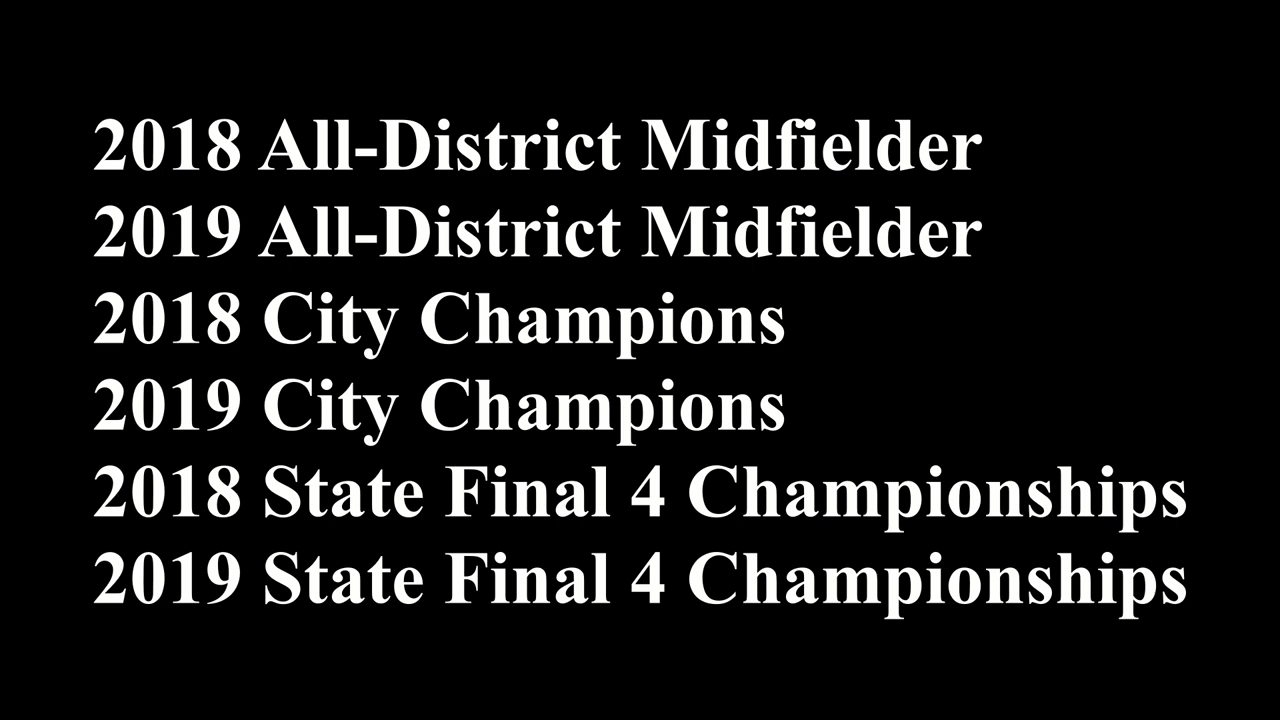 2018 All-District Midfielder
2019 All-District Midfielder
2018 City Champions
2019 City Champions
2018 State Final 4 Championships
2019 State Final 4 Championships